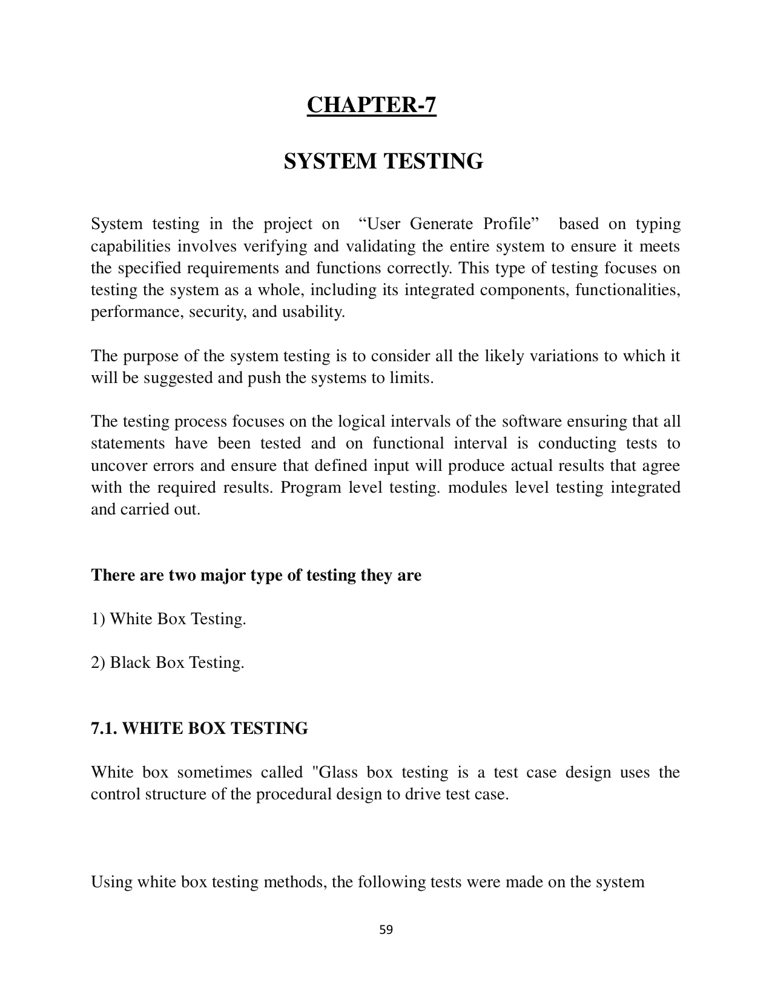 CHAPTER-7
SYSTEM TESTING
System testing in the project on “User Generate Profile” based on typing
capabilities involves verifying and validating the entire system to ensure it meets
the specified requirements and functions correctly. This type of testing focuses on
testing the system as a whole, including its integrated components, functionalities,
performance, security, and usability.
The purpose of the system testing is to consider all the likely variations to which it
will be suggested and push the systems to limits.
The testing process focuses on the logical intervals of the software ensuring that all
statements have been tested and on functional interval is conducting tests to
uncover errors and ensure that defined input will produce actual results that agree
with the required results. Program level testing. modules level testing integrated
and carried out.
There are two major type of testing they are
1) White Box Testing.
2) Black Box Testing.
7.1. WHITE BOX TESTING
White box sometimes called "Glass box testing is a test case design uses the
control structure of the procedural design to drive test case.
Using white box testing methods, the following tests were made on the system
59